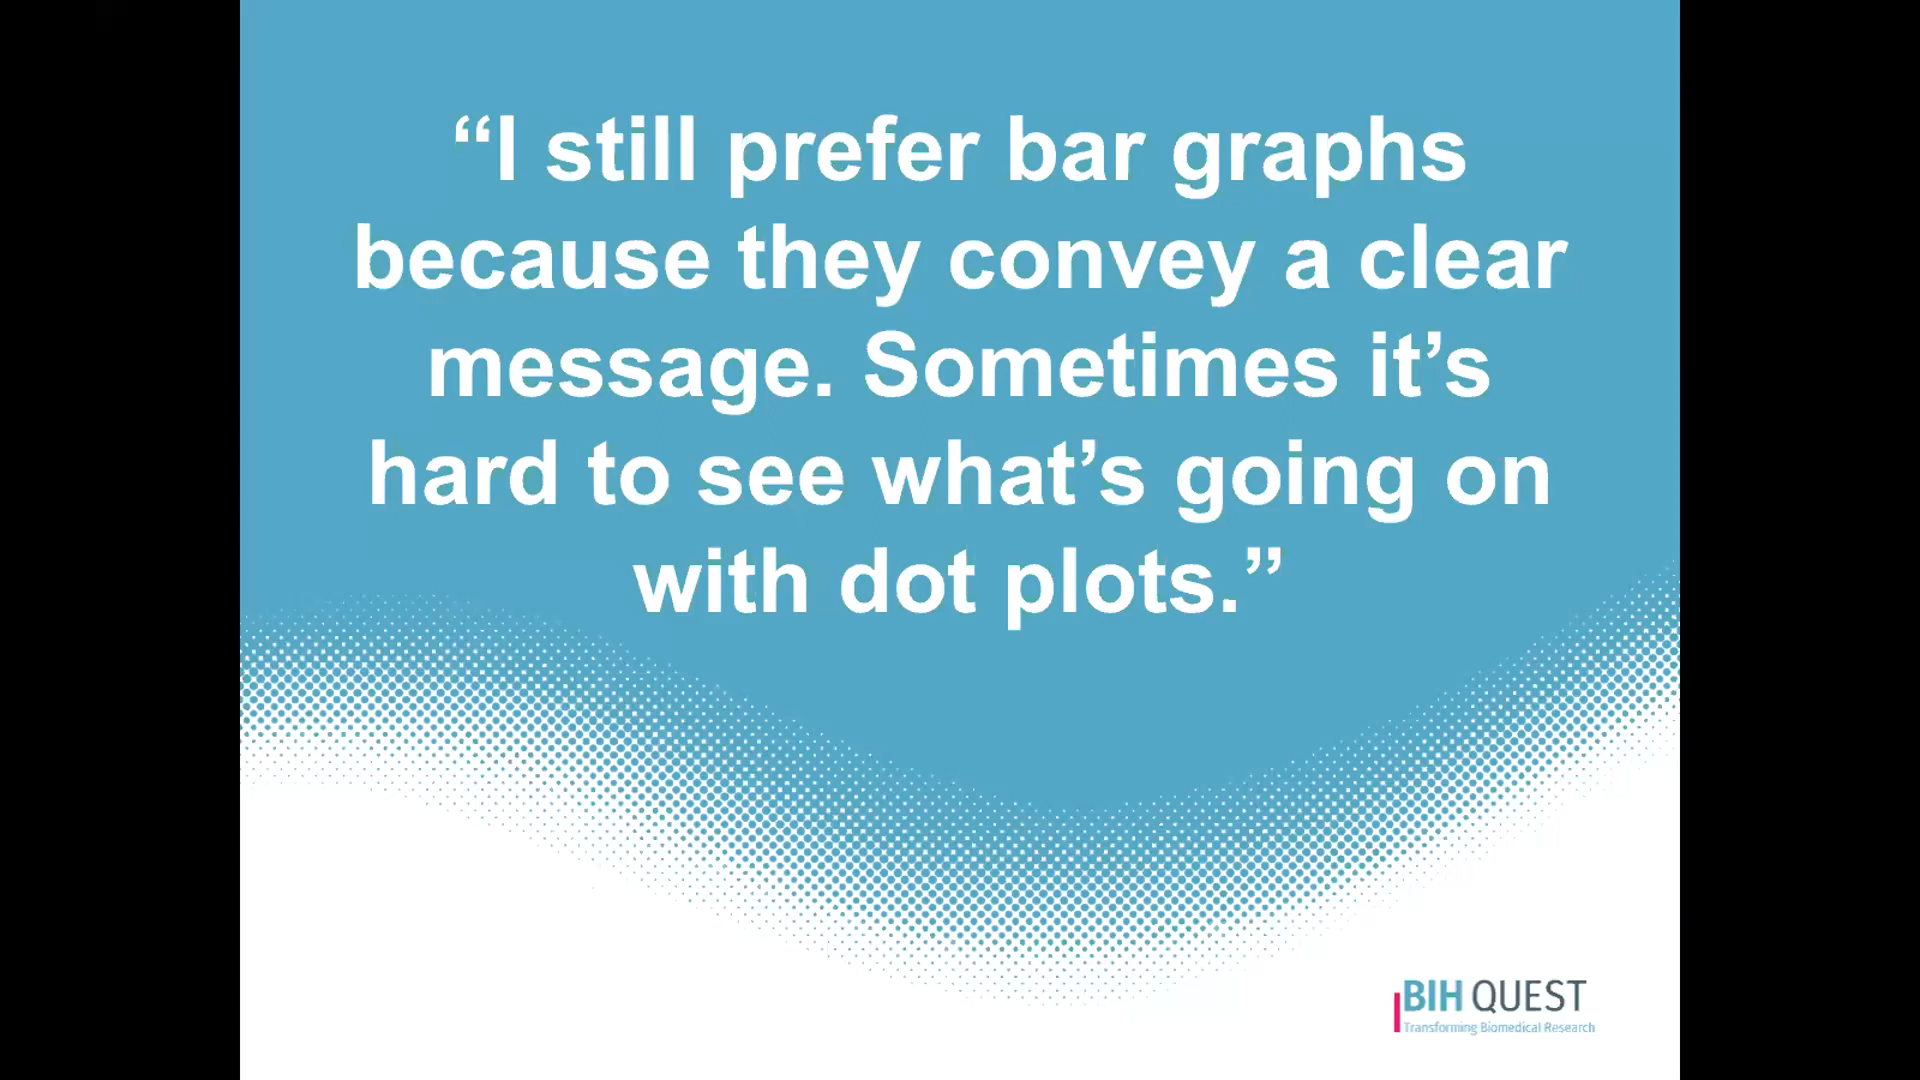 “I still prefer bar graphs
because they convey a clear
message. Sometimes it’s
hard to see what’s going on
with dot plots.”
BIH QUEST
Transforming Biomedical Research